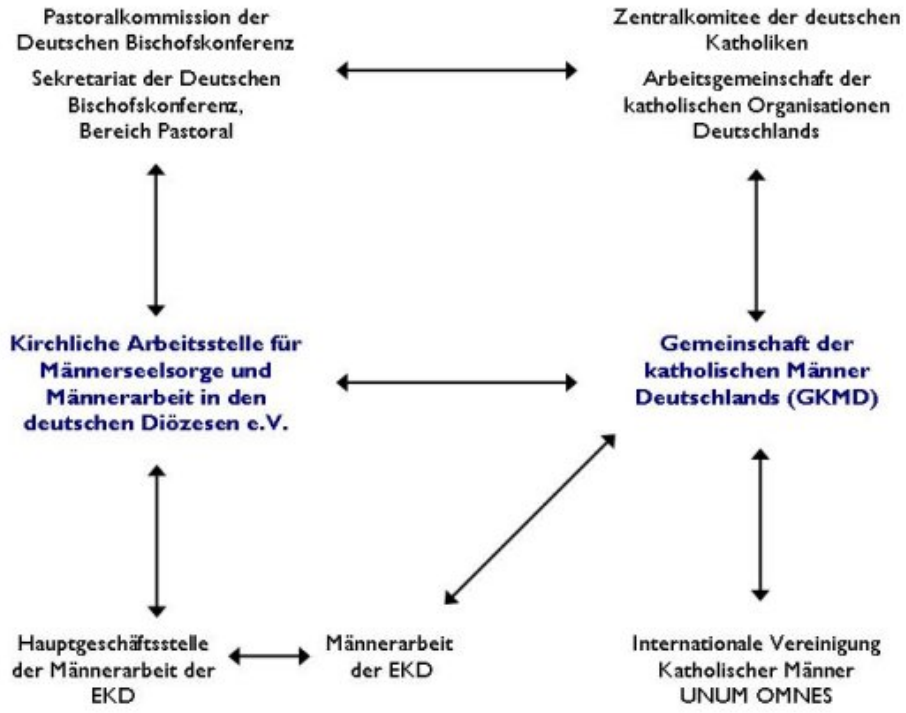 Pastoralkommission der
Deutschen Bischofskonferenz
Sekretariat der Deutschen
Bischofskonferenz,
Bereich Pastoral
Zentralkomitee der deutschen
Katholiken
Arbeitsgemeinschaft der
katholischen Organisationen
Deutschlands
Kirchliche Arbeitsstelle für
Männerseelsorge und
Männerarbeit in den
deutschen Diözesen e.V.
Gemeinschaft der
katholischen Männer
Deutschlands (GKMD)
Hauptgeschäftsstelle
der Männerarbeit der
EKD
Männerarbeit
der EKD
Internationale Vereinigung
Katholischer Männer
UNUM OMNES